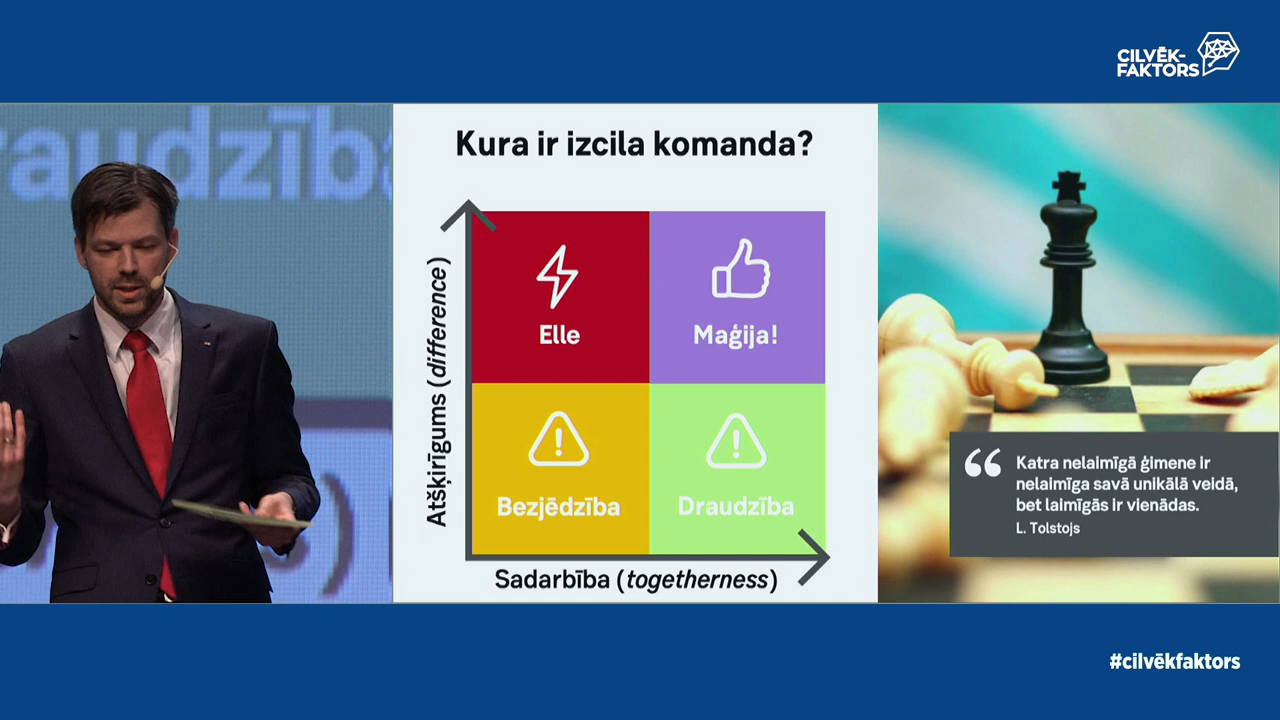 CILVĒK-
FAKTORS
raudzība
Kura ir izcila komanda?
Atšķirīgums (difference)
Elle
Maģija!
Bezjēdzība
Draudzība
Sadarbība (togetherness)
“
Katra nelaimīgā ģimene ir
nelaimīga savā unikālā veidā,
bet laimīgās ir vienādas.
L. Tolstojs
#cilvēkfaktors